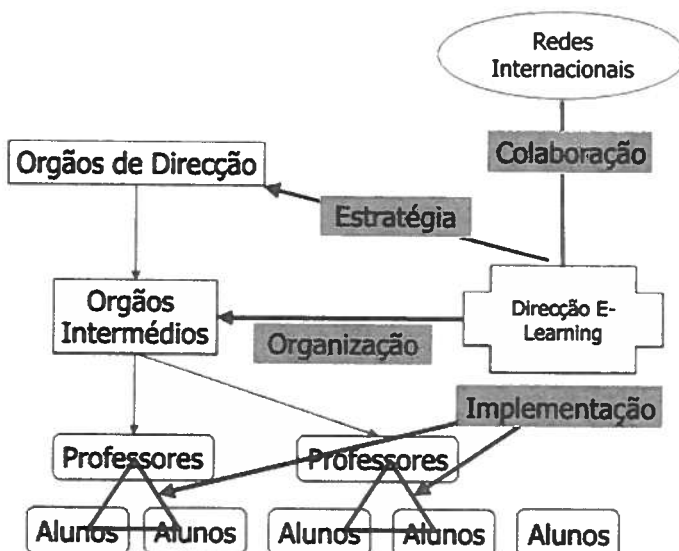 Redes
Internacionais
Colaboração
Orgãos de Direcção
Estratégia
Orgãos
Intermédios
Direcção E-
Learning
Organização
Implementação
Professores
Professores
Alunos
Alunos
Alunos
Alunos
Alunos